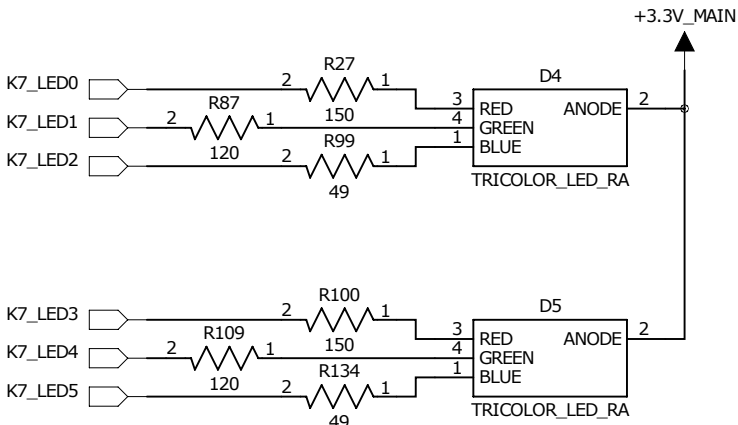 +3.3V_MAIN
R27
D4
K7_LED0
2
1
3
RED
ANODE
2
R87
150
K7_LED1
2
1
4
GREEN
120
R99
1
BLUE
K7_LED2
2
1
49
TRICOLOR_LED_RA
R100
D5
K7_LED3
2
1
3
RED
ANODE
2
R109
150
K7_LED4
2
1
4
GREEN
120
R134
1
BLUE
K7_LED5
2
1
49
TRICOLOR_LED_RA